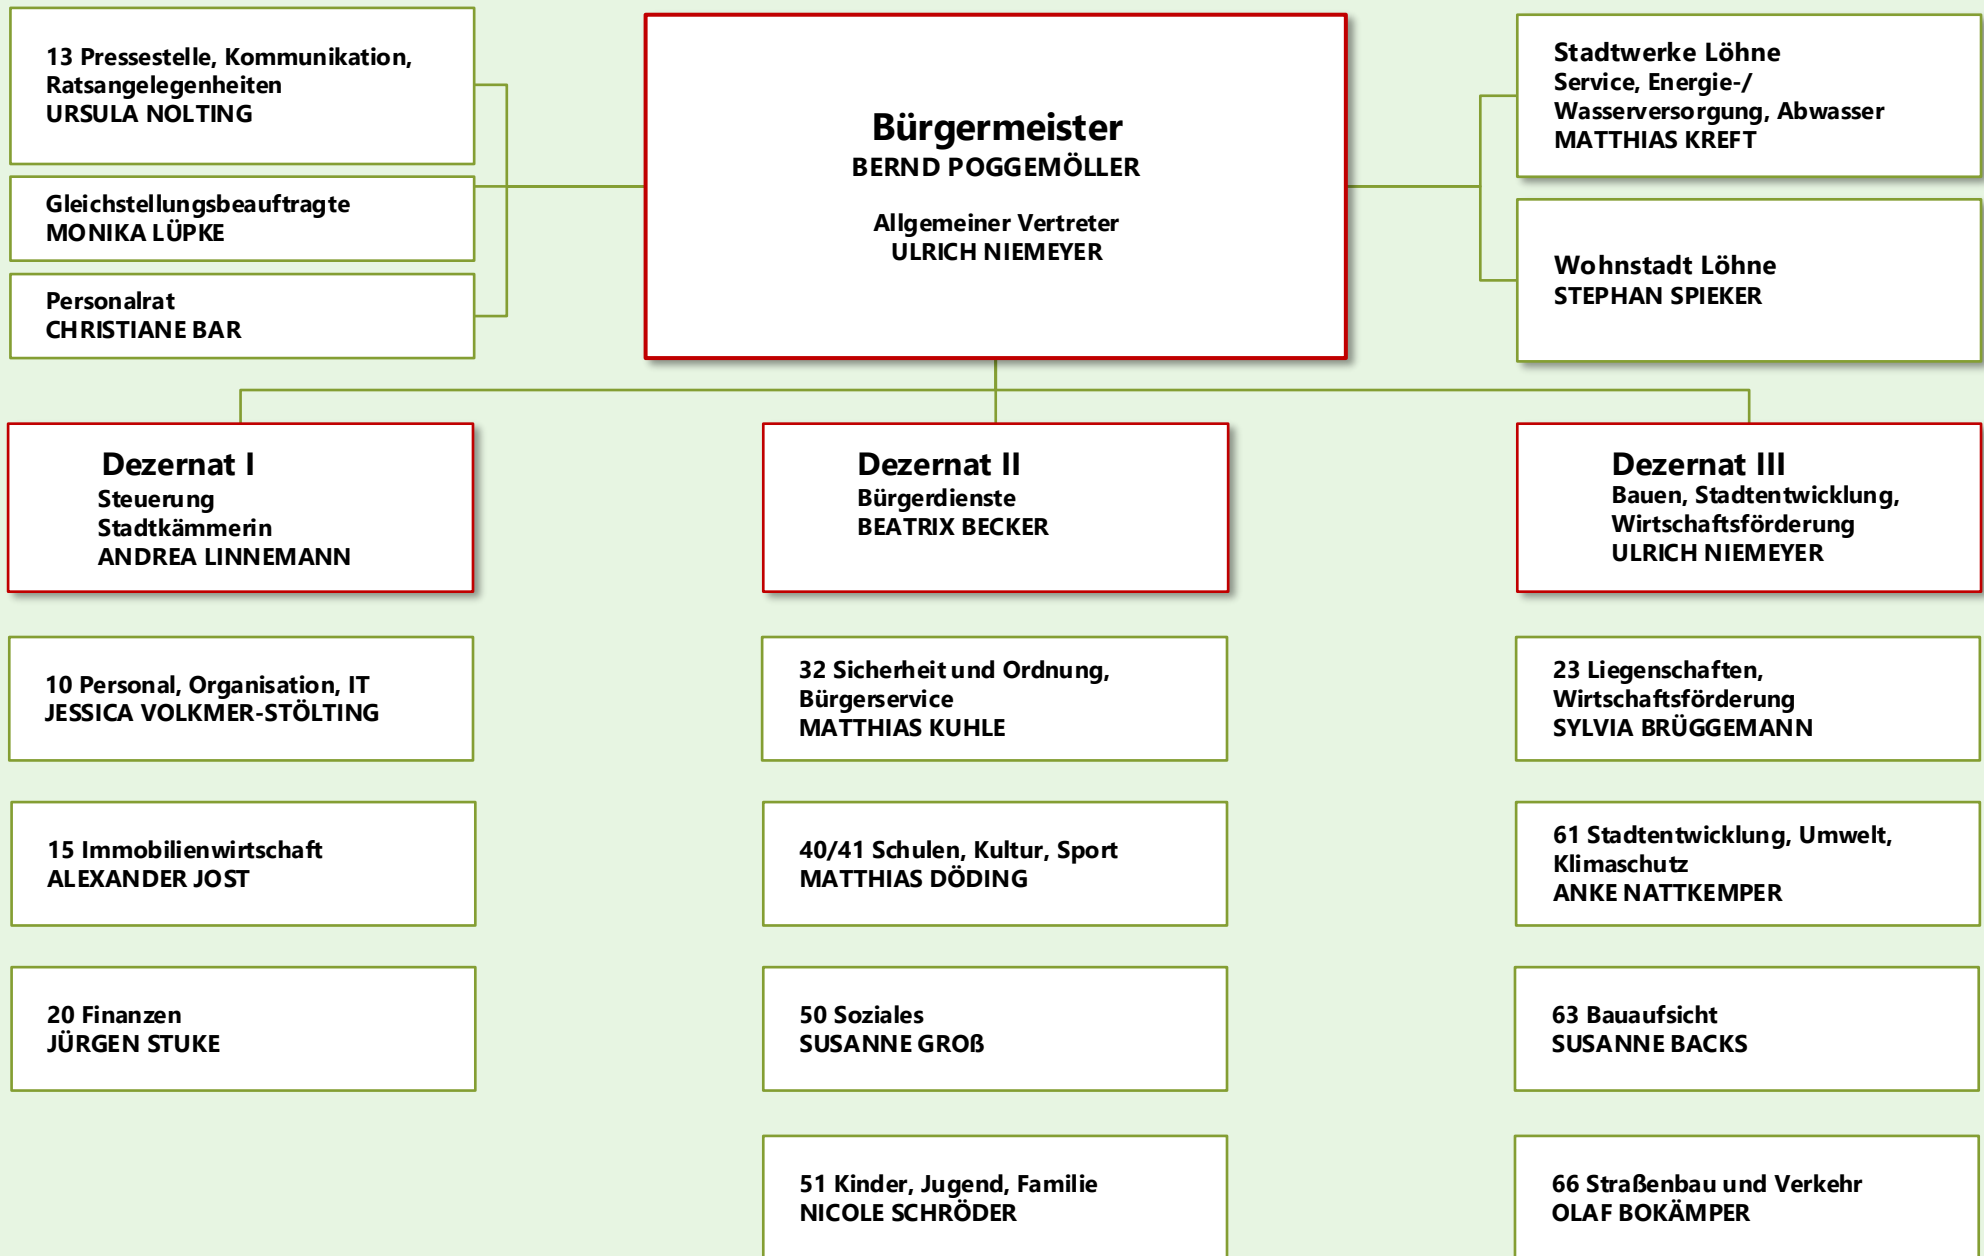 13 Pressestelle, Kommunikation,
Ratsangelegenheiten
URSULA NOLTING
Gleichstellungsbeauftragte
MONIKA LÜPKE
Personalrat
CHRISTIANE BAR
Bürgermeister
BERND POGGEMÖLLER
Allgemeiner Vertreter
ULRICH NIEMEYER
Stadtwerke Löhne
Service, Energie-/
Wasserversorgung, Abwasser
MATTHIAS KREFT
Wohnstadt Löhne
STEPHAN SPIEKER
Dezernat I
Steuerung
Stadtkämmerin
ANDREA LINNEMANN
Dezernat II
Bürgerdienste
BEATRIX BECKER
Dezernat III
Bauen, Stadtentwicklung,
Wirtschaftsförderung
ULRICH NIEMEYER
10 Personal, Organisation, IT
JESSICA VOLKMER-STÖLTING
32 Sicherheit und Ordnung,
Bürgerservice
MATTHIAS KUHLE
23 Liegenschaften,
Wirtschaftsförderung
SYLVIA BRÜGGEMANN
15 Immobilienwirtschaft
ALEXANDER JOST
40/41 Schulen, Kultur, Sport
MATTHIAS DÖDING
61 Stadtentwicklung, Umwelt,
Klimaschutz
ANKE NATTKEMPER
20 Finanzen
JÜRGEN STUKE
50 Soziales
SUSANNE GROß
63 Bauaufsicht
SUSANNE BACKS
51 Kinder, Jugend, Familie
NICOLE SCHRÖDER
66 Straßenbau und Verkehr
OLAF BOKÄMPER